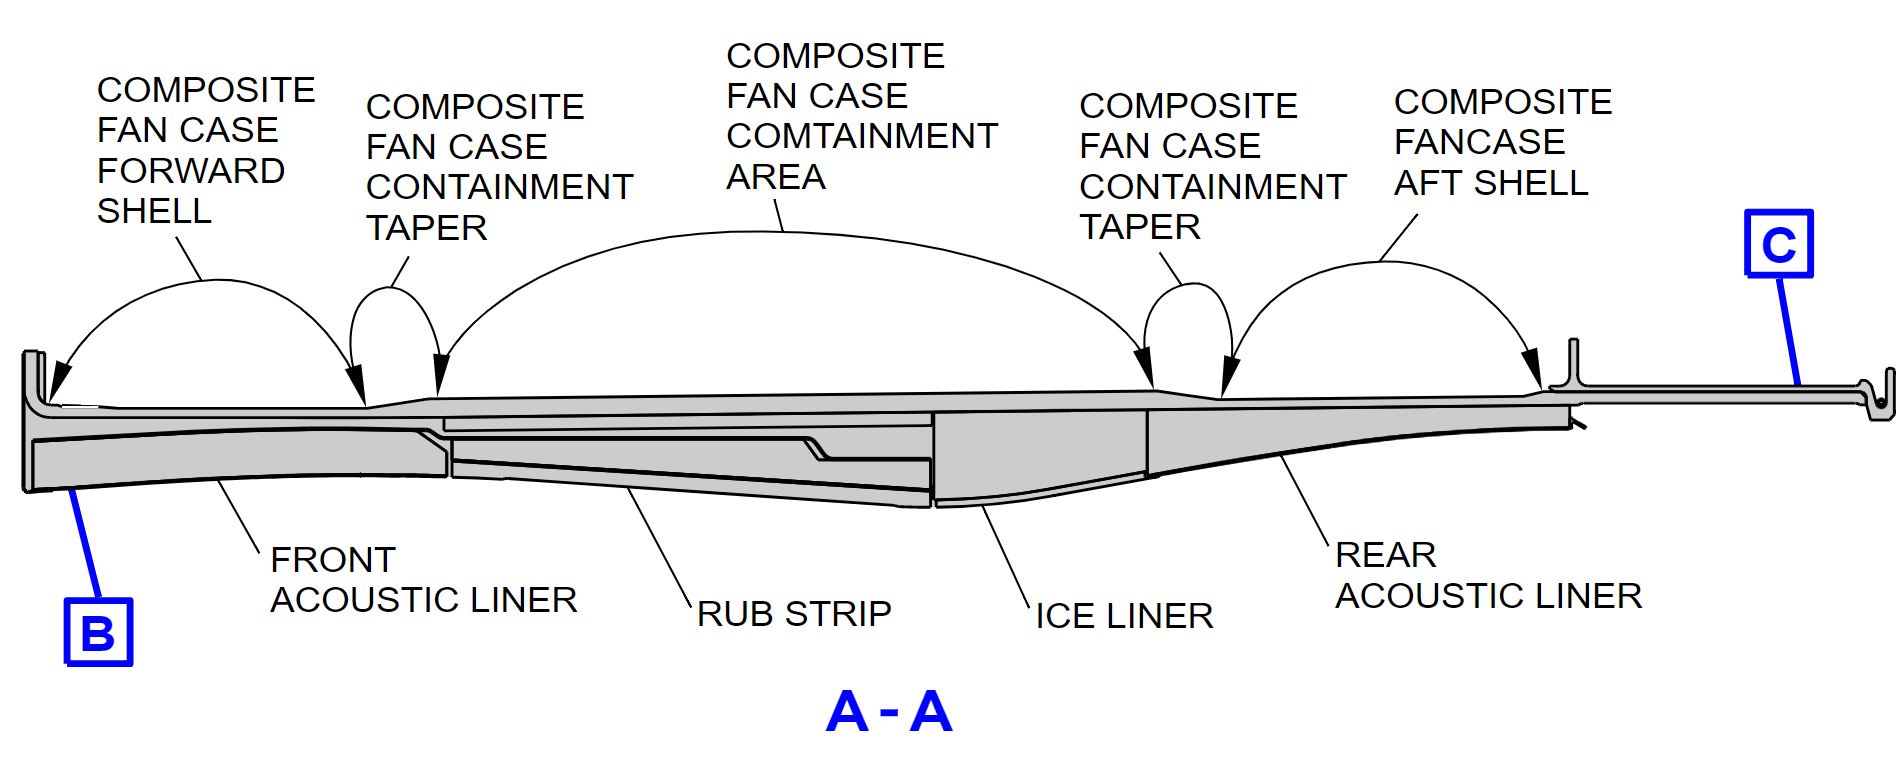 COMPOSITE
FAN CASE
FORWARD
SHELL
COMPOSITE
FAN CASE
CONTAINMENT
TAPER
COMPOSITE
FAN CASE
COMTAINMENT
AREA
COMPOSITE
FAN CASE
CONTAINMENT
TAPER
COMPOSITE
FANCASE
AFT SHELL
C
FRONT
ACOUSTIC LINER
RUB STRIP
ICE LINER
REAR
ACOUSTIC LINER
B
A-A